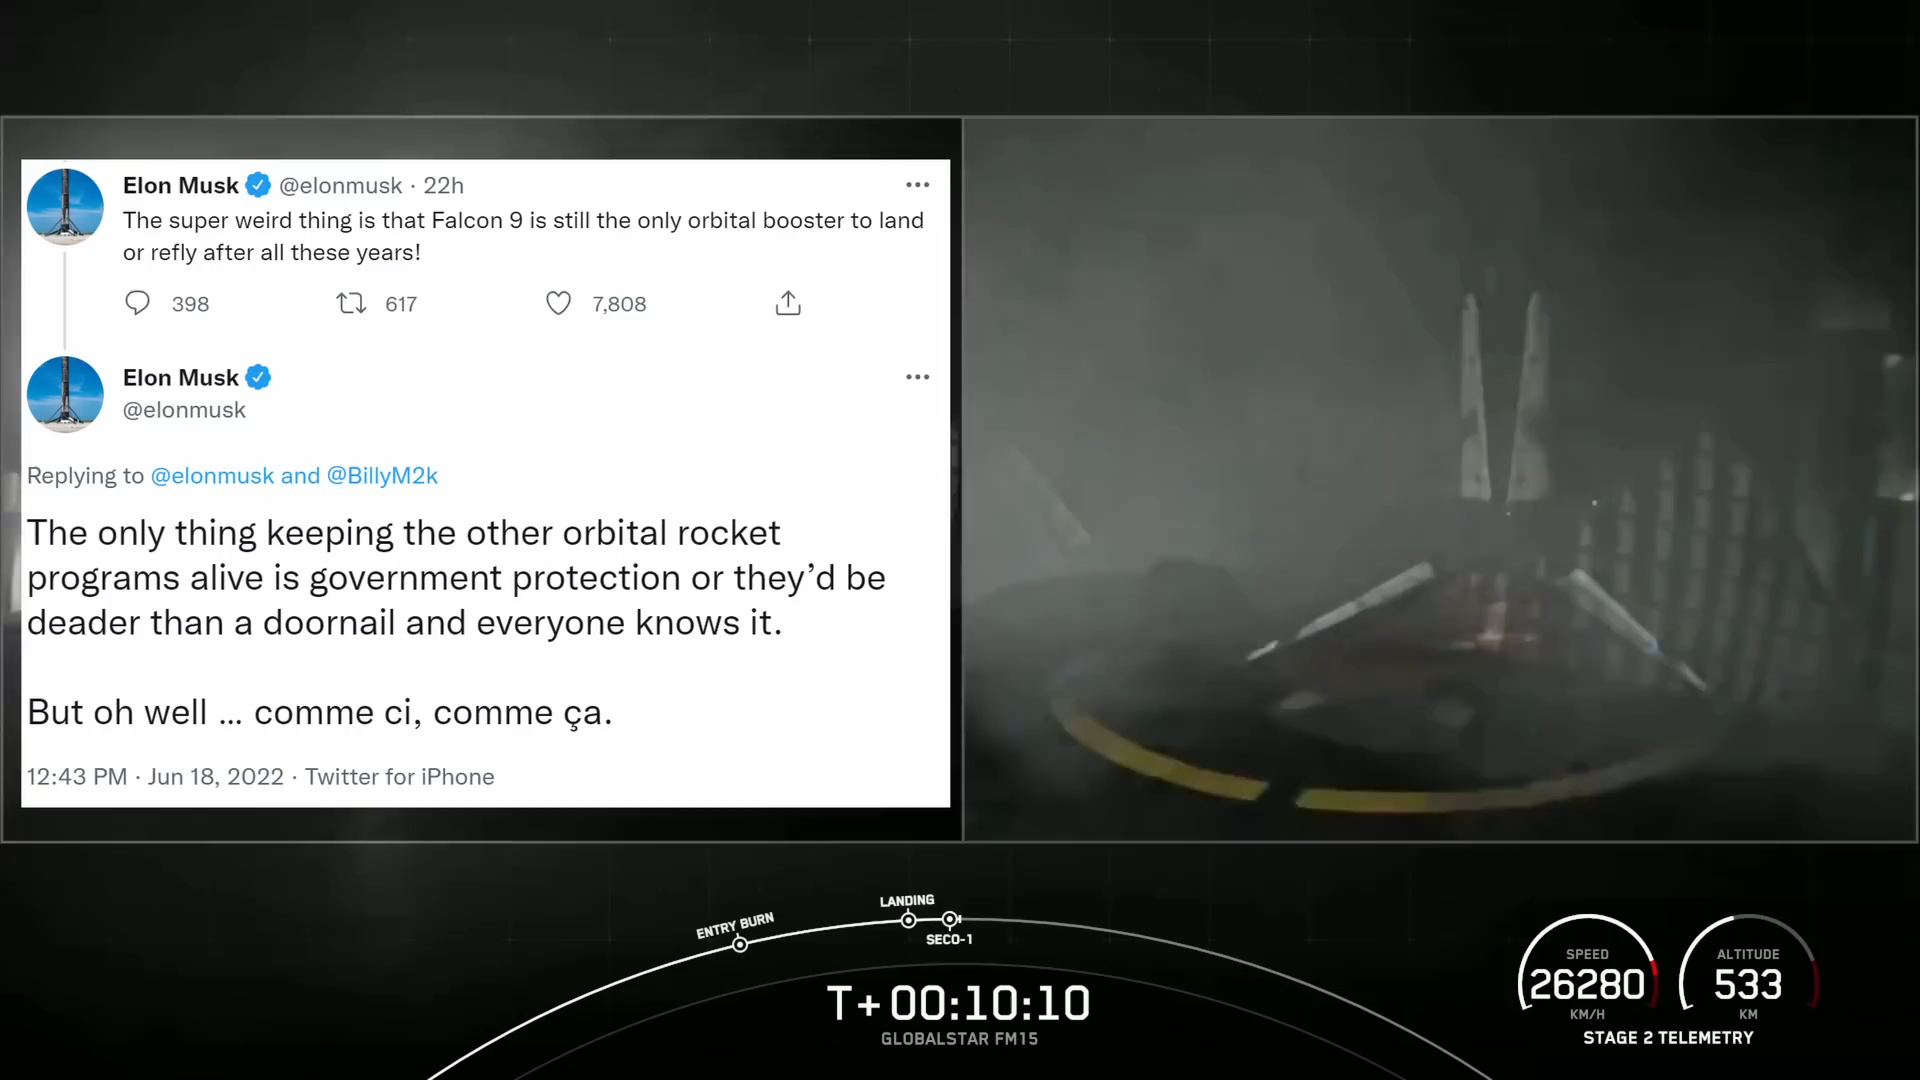 Elon Musk @elonmusk · 22h
The super weird thing is that Falcon 9 is still the only orbital booster to land
or refly after all these years!
398 617 7,808
Elon Musk
@elonmusk
Replying to @elonmusk and @BillyM2k
The only thing keeping the other orbital rocket
programs alive is government protection or they’d be
deader than a doornail and everyone knows it.
But oh well ... comme ci, comme ça.
12:43 PM · Jun 18, 2022 · Twitter for iPhone
ENTRY BURN
LANDING
SECO-1
T+00:10:10
GLOBALSTAR FM15
SPEED
26280
KM/H
ALTITUDE
533
KM
STAGE 2 TELEMETRY